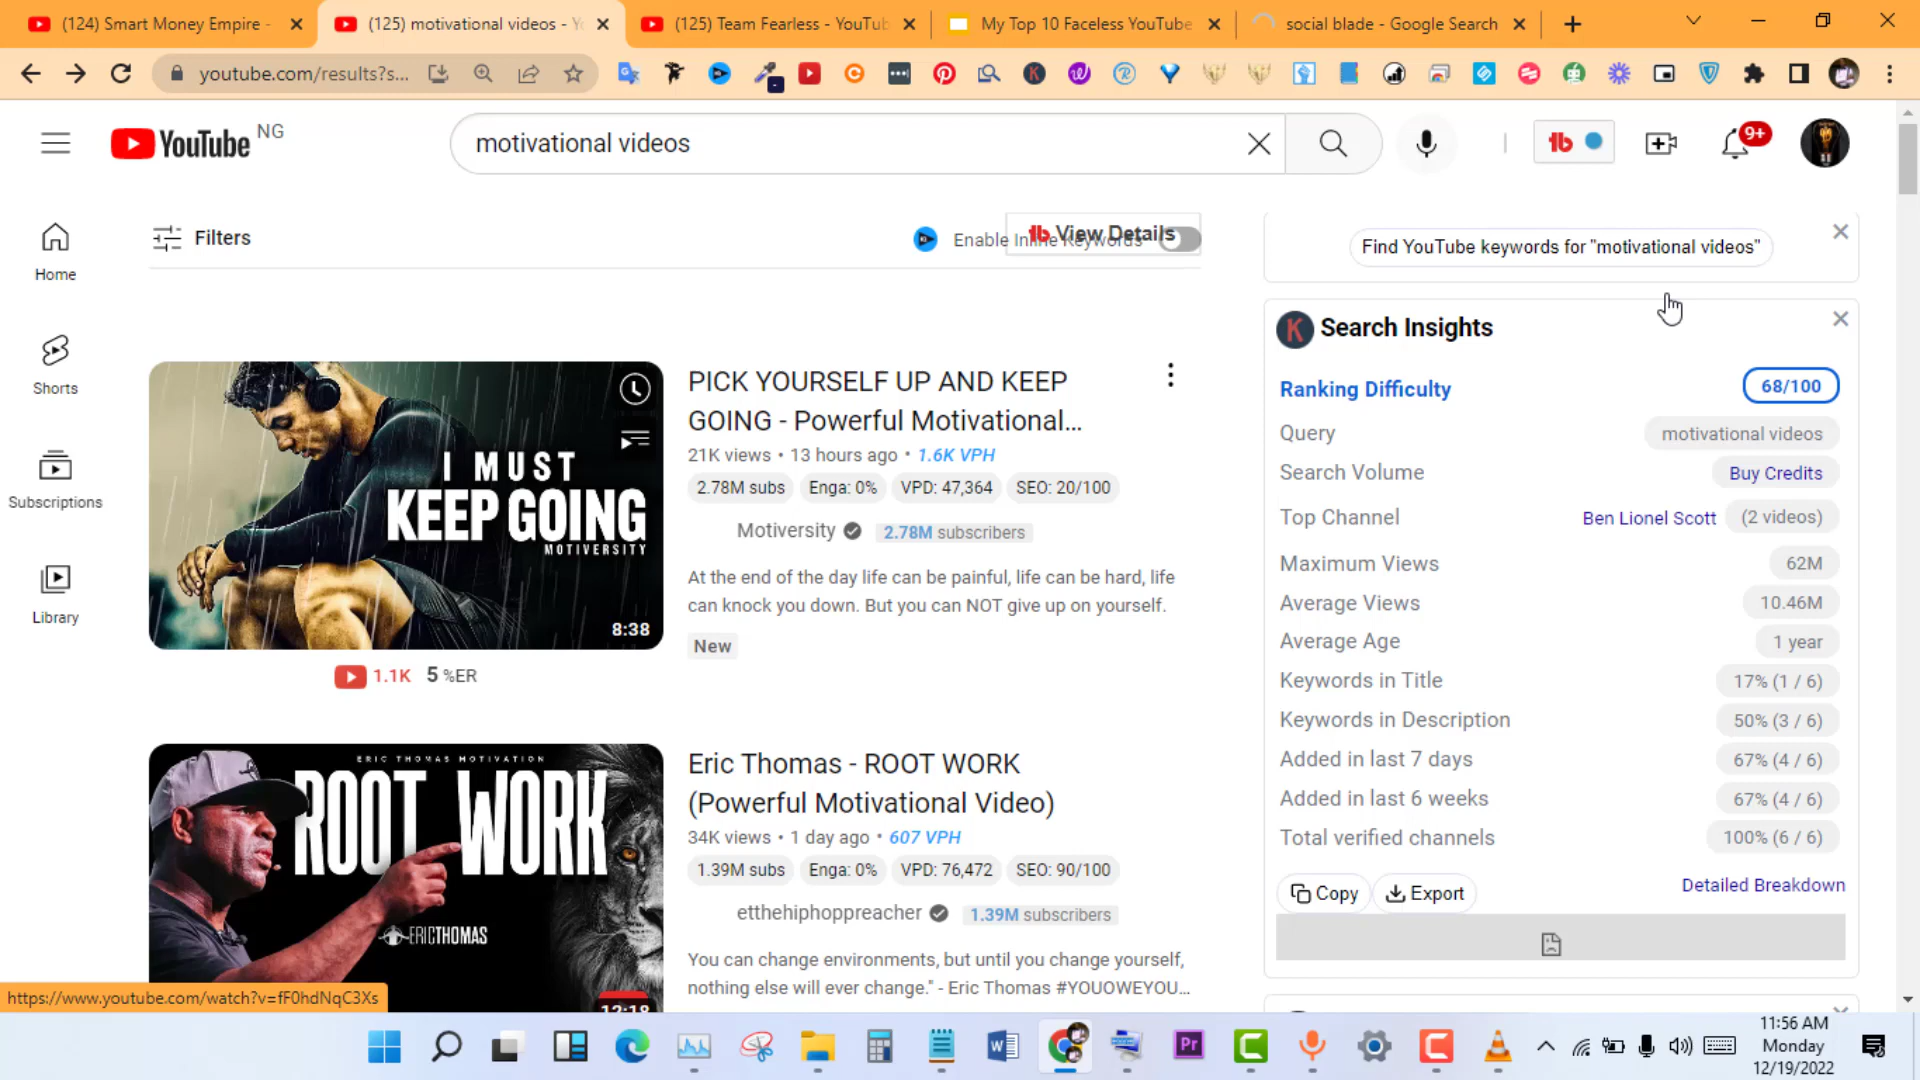 (124) Smart Money Empire -
(125) motivational videos - Yo
(125) Team Fearless - YouTub
My Top 10 Faceless YouTube
social blade - Google Search
youtube.com/results?s...
YouTube NG
motivational videos
9+
Home
Shorts
Subscriptions
Library
Filters
Enable Inline Keywords
View Details
I MUST
KEEP GOING
MOTIVERSITY
8:38
1.1K 5 %ER
PICK YOURSELF UP AND KEEP
GOING - Powerful Motivational...
21K views • 13 hours ago • 1.6K VPH
2.78M subs Enga: 0% VPD: 47,364 SEO: 20/100
Motiversity 2.78M subscribers
At the end of the day life can be painful, life can be hard, life
can knock you down. But you can NOT give up on yourself.
New
ERIC THOMAS MOTIVATION
ROOT WORK
ERICTHOMAS
12:18
Eric Thomas - ROOT WORK
(Powerful Motivational Video)
34K views • 1 day ago • 607 VPH
1.39M subs Enga: 0% VPD: 76,472 SEO: 90/100
etthehiphoppreacher 1.39M subscribers
You can change environments, but until you change yourself,
nothing else will ever change." - Eric Thomas #YOUOWEYOU...
Find YouTube keywords for "motivational videos"
K Search Insights
Ranking Difficulty 68/100
Query motivational videos
Search Volume Buy Credits
Top Channel Ben Lionel Scott (2 videos)
Maximum Views 62M
Average Views 10.46M
Average Age 1 year
Keywords in Title 17% (1 / 6)
Keywords in Description 50% (3 / 6)
Added in last 7 days 67% (4 / 6)
Added in last 6 weeks 67% (4 / 6)
Total verified channels 100% (6 / 6)
Copy Export
Detailed Breakdown
https://www.youtube.com/watch?v=fF0hdNqC3Xs
11:56 AM
Monday
12/19/2022